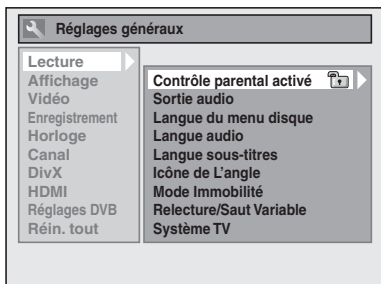 Réglages généraux
Lecture
Affichage
Vidéo
Enregistrement
Horloge
Canal
DivX
HDMI
Réglages DVB
Réin. tout
Contrôle parental activé
Sortie audio
Langue du menu disque
Langue audio
Langue sous-titres
Icône de L'angle
Mode Immobilité
Relecture/Saut Variable
Système TV